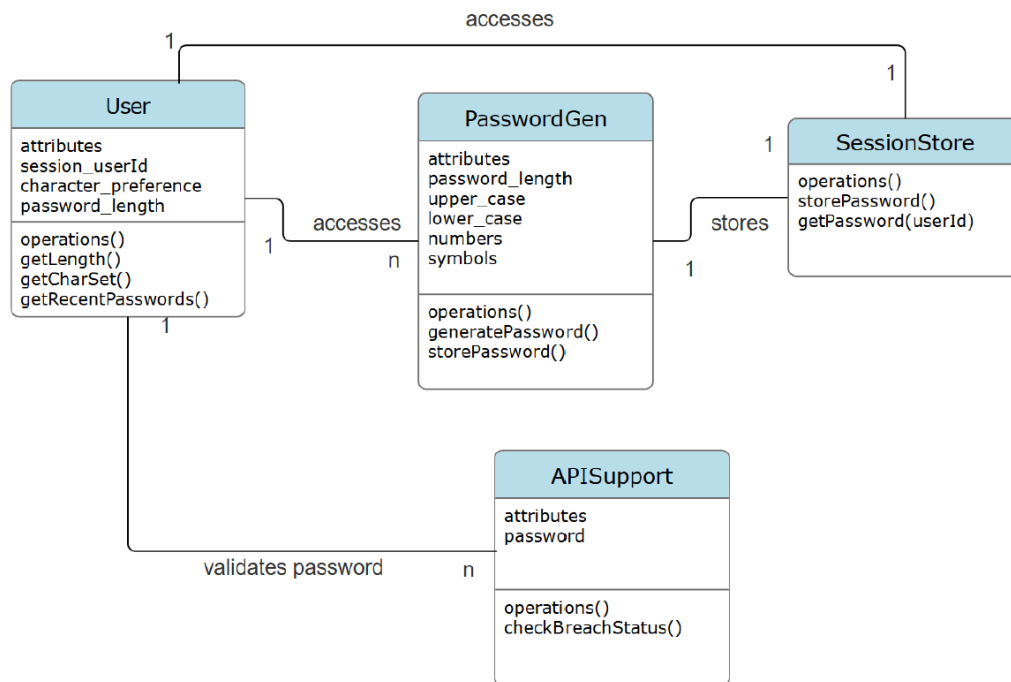 accesses
1
1
User
attributes
session_userId
character_preference
password_length
operations()
getLength()
getCharSet()
getRecentPasswords()
1
accesses
1
n
PasswordGen
attributes
password_length
upper_case
lower_case
numbers
symbols
operations()
generatePassword()
storePassword()
1
stores
1
SessionStore
operations()
storePassword()
getPassword(userId)
validates password
n
APISupport
attributes
password
operations()
checkBreachStatus()